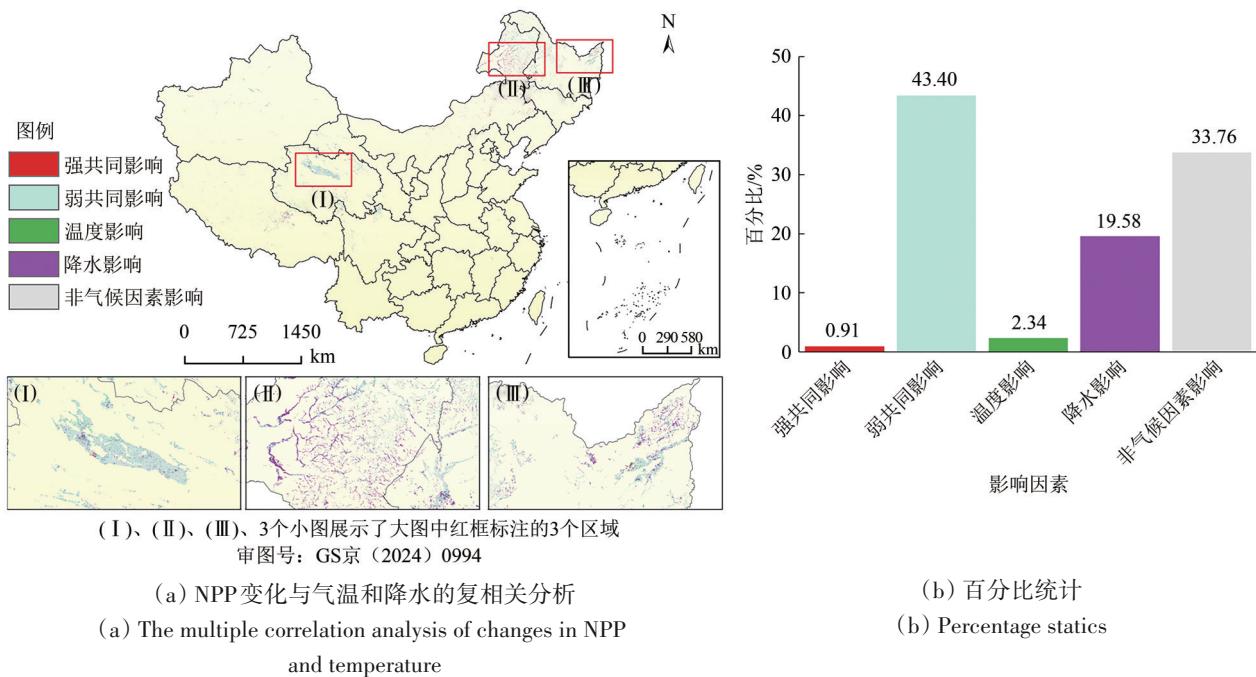 N
(Ⅱ)
(Ⅲ)
(Ⅰ)
图例
强共同影响
弱共同影响
温度影响
降水影响
非气候因素影响
0 725 1450
km
0 290 580
km
(Ⅰ)
(Ⅱ)
(Ⅲ)
(Ⅰ)、(Ⅱ)、(Ⅲ)、3个小图展示了大图中红框标注的3个区域
审图号：GS京（2024）0994
（a）NPP变化与气温和降水的复相关分析
（a）The multiple correlation analysis of changes in NPP
and temperature
百分比/%
50
40
30
20
10
0
0.91
43.40
2.34
19.58
33.76
强共同影响
弱共同影响
温度影响
降水影响
非气候因素影响
影响因素
（b）百分比统计
（b）Percentage statics